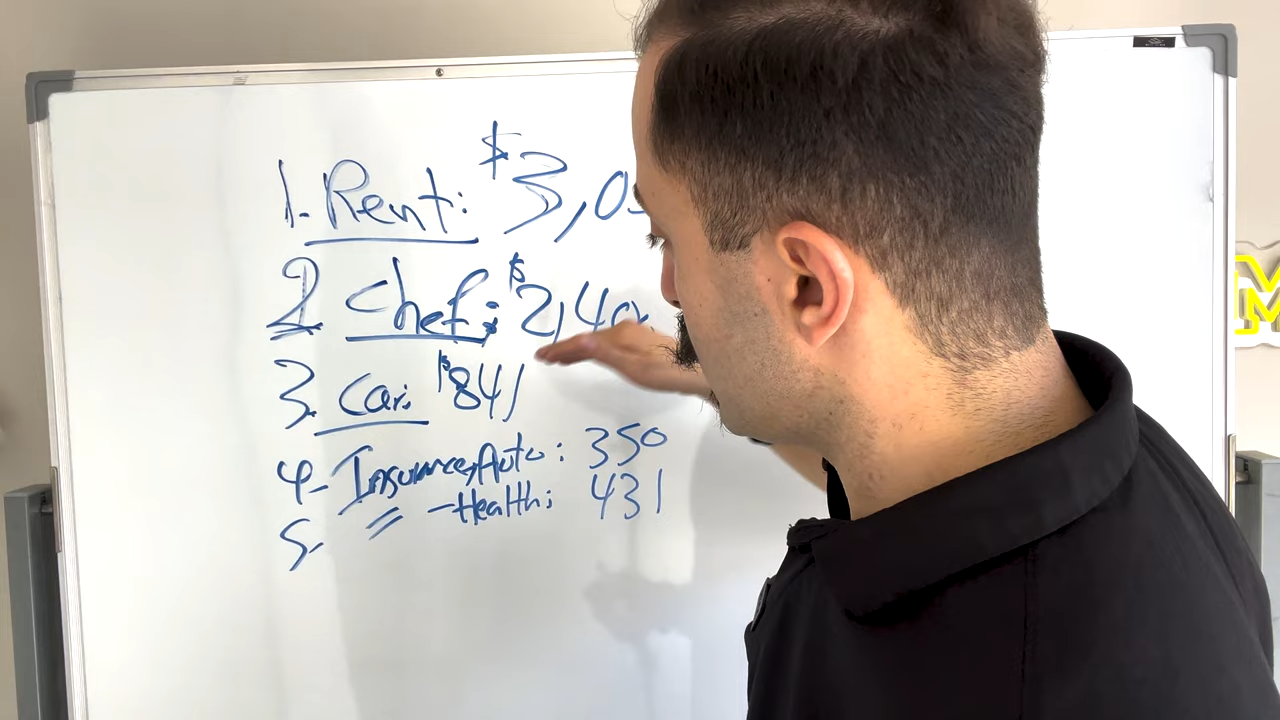 1. Rent: $3,0
2 Chef: $2,40
3. Car: $841
4- Insurance, Auto: 350
5. " - Health: 431
M
M